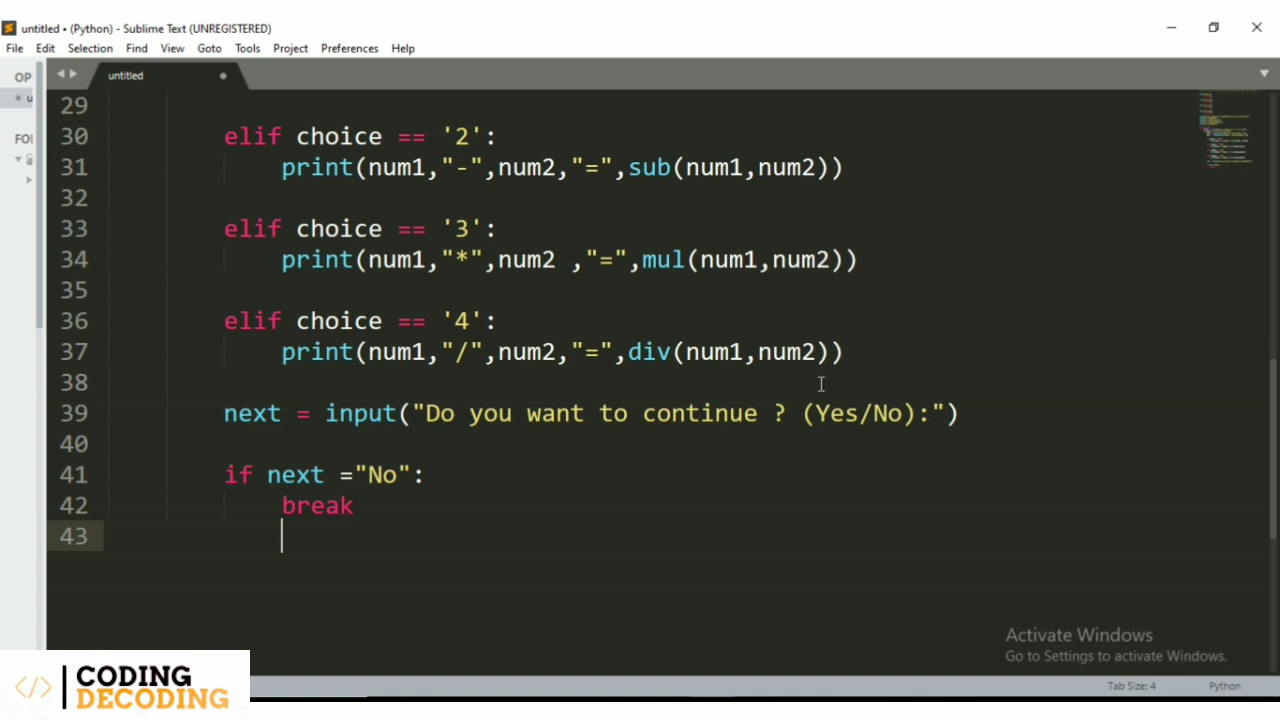 untitled • (Python) - Sublime Text (UNREGISTERED)
File Edit Selection Find View Goto Tools Project Preferences Help
OP
untitled
u
FOI
29
30 elif choice == '2':
31 print(num1,"-",num2,"=",sub(num1,num2))
32
33 elif choice == '3':
34 print(num1,"*",num2 ,"=",mul(num1,num2))
35
36 elif choice == '4':
37 print(num1,"/",num2,"=",div(num1,num2))
38
39 next = input("Do you want to continue ? (Yes/No):")
40
41 if next ="No":
42 break
43
Activate Windows
Go to Settings to activate Windows.
</> | CODING
DECODING
Tab Size: 4 Python